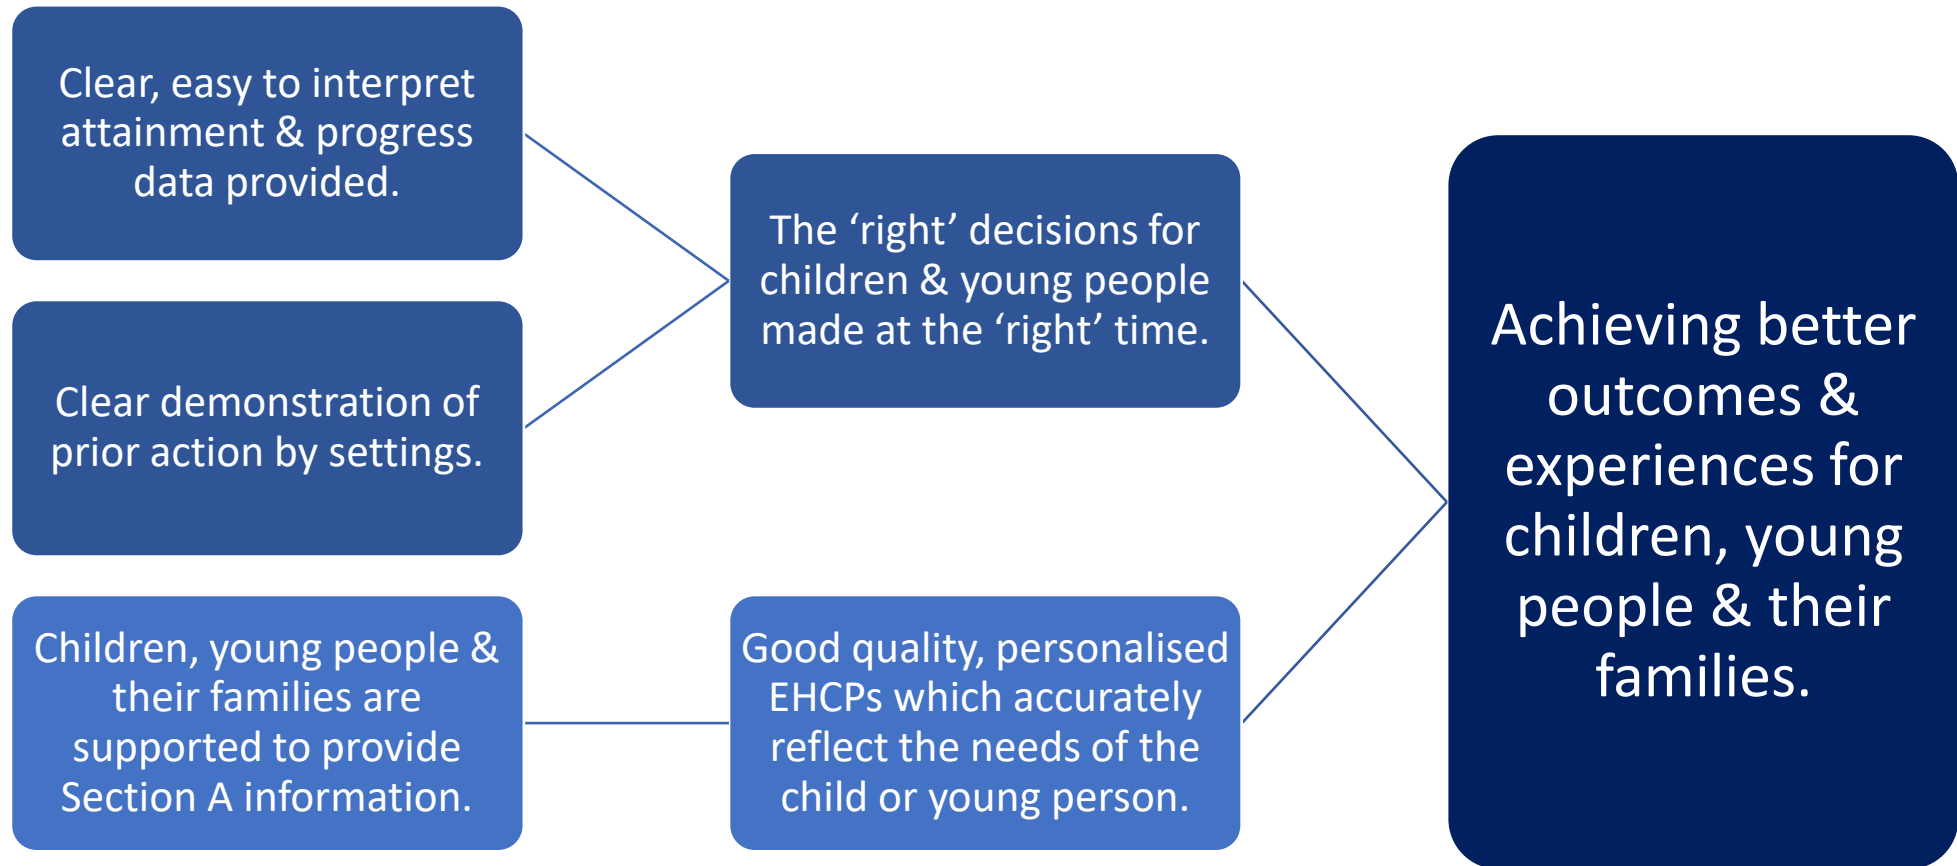 Clear, easy to interpret
attainment & progress
data provided.
Clear demonstration of
prior action by settings.
Children, young people &
their families are
supported to provide
Section A information.
The ‘right’ decisions for
children & young people
made at the ‘right’ time.
Good quality, personalised
EHCPs which accurately
reflect the needs of the
child or young person.
Achieving better
outcomes &
experiences for
children, young
people & their
families.